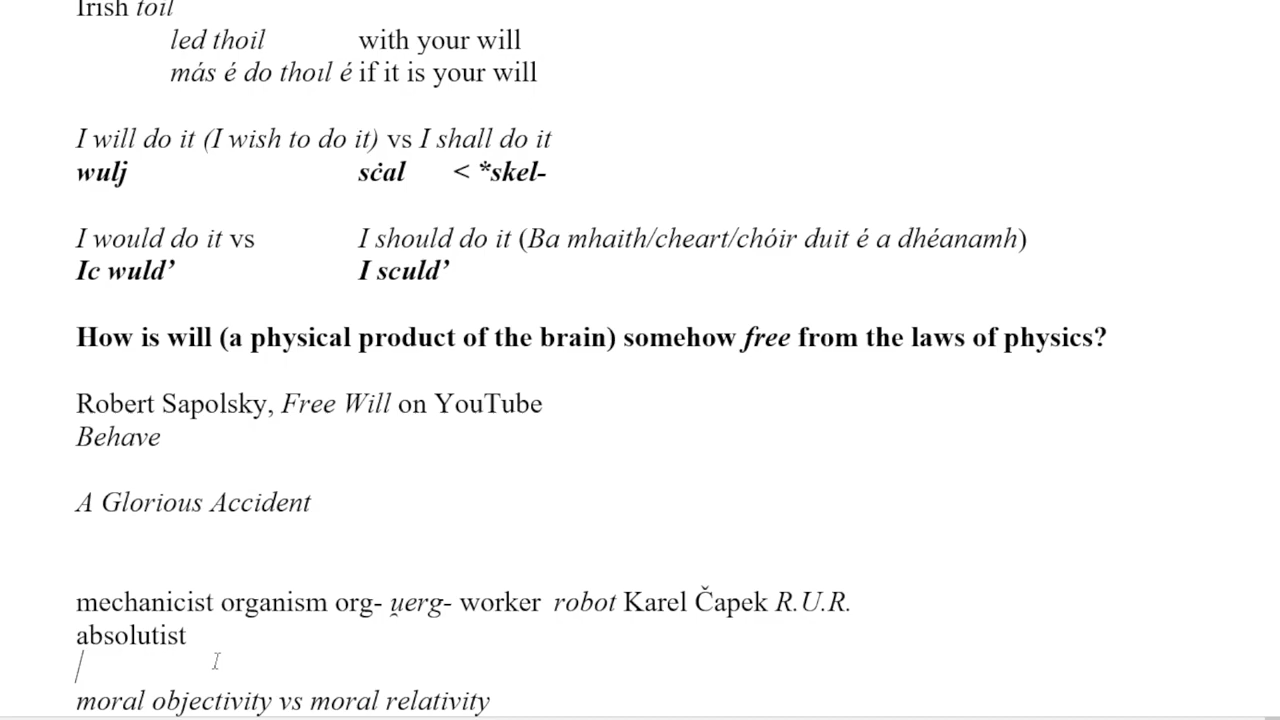 Irish toil
led thoil with your will
más é do thoıl é if it is your will
I will do it (I wish to do it) vs I shall do it
wulj sċal < *skel-
I would do it vs I should do it (Ba mhaith/cheart/chóir duit é a dhéanamh)
Ic wuld’ I sculd’
How is will (a physical product of the brain) somehow free from the laws of physics?
Robert Sapolsky, Free Will on YouTube
Behave
A Glorious Accident
mechanicist organism org- u̯erg- worker robot Karel Čapek R.U.R.
absolutist
moral objectivity vs moral relativity